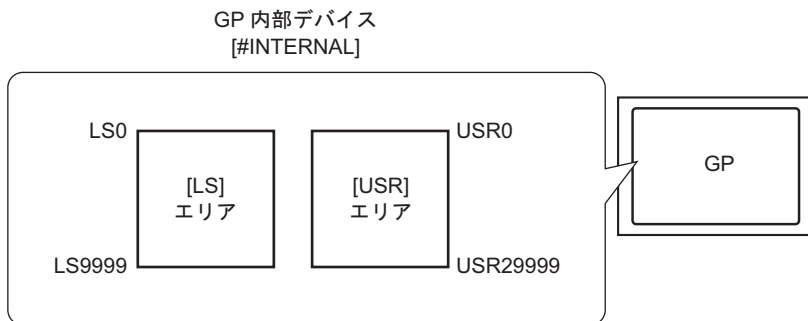 GP 内部デバイス
[#INTERNAL]
LS0
USR0
[LS]
エリア
[USR]
エリア
GP
LS9999
USR29999